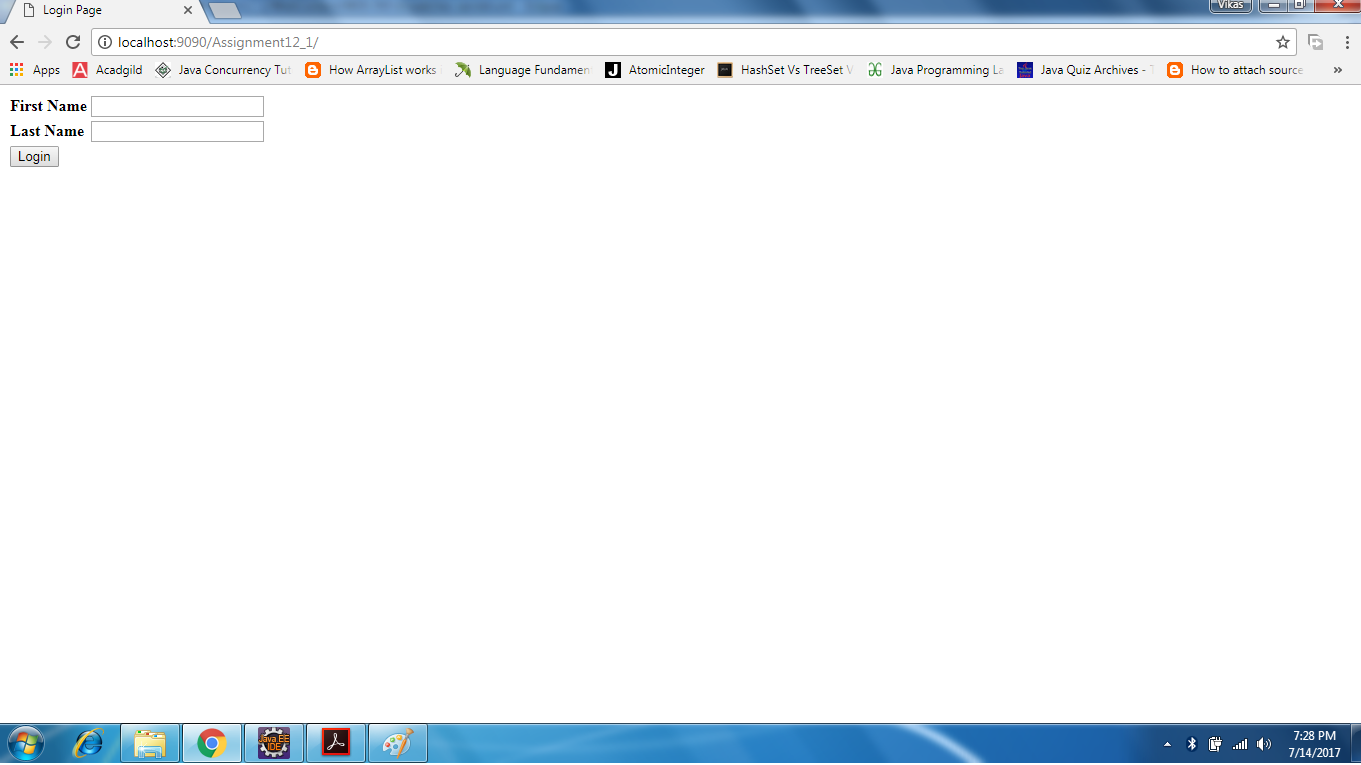 Login Page
Vikas
localhost:9090/Assignment12_1/
Apps Acadgild Java Concurrency Tut How ArrayList works Language Fundamen AtomicInteger HashSet Vs TreeSet V Java Programming La Java Quiz Archives - T How to attach source »
First Name
Last Name
Login
Java EE
IDE
7:28 PM
7/14/2017